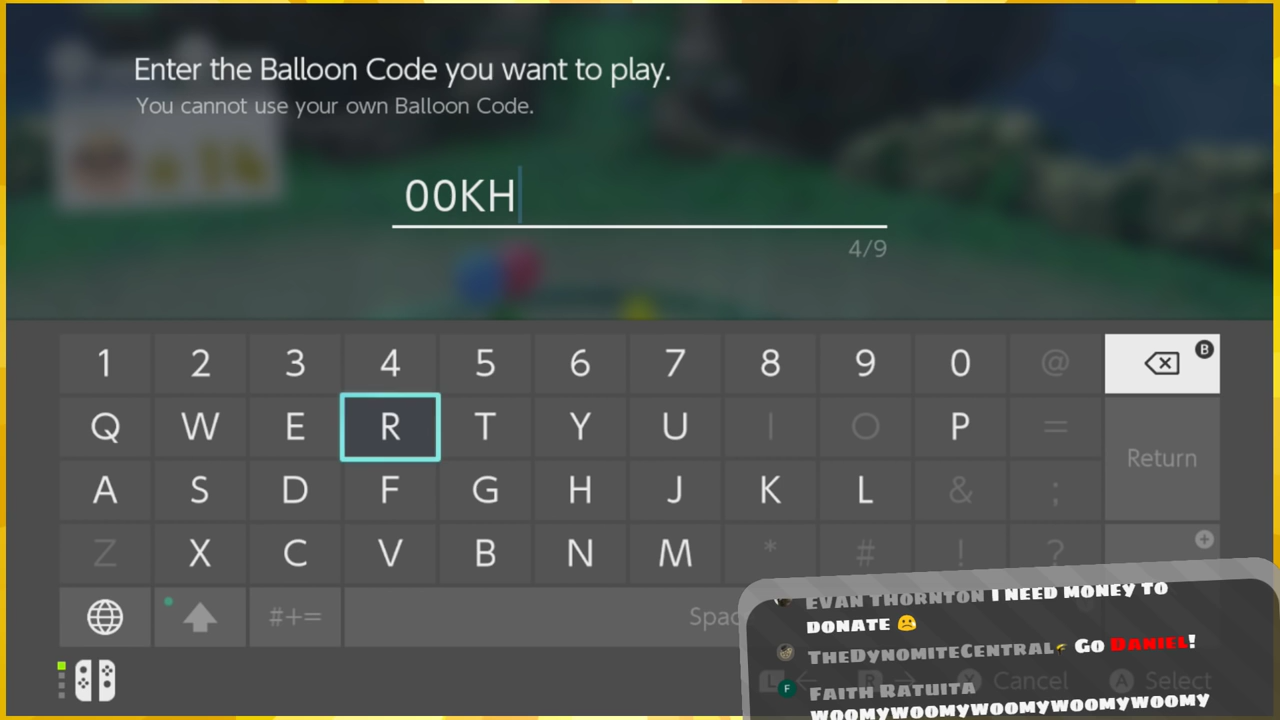 Enter the Balloon Code you want to play.
You cannot use your own Balloon Code.
00KH
4/9
1 2 3 4 5 6 7 8 9 0 @ B
Q W E R T Y U I O P =
Return
A S D F G H J K L & ;
Z X C V B N M * # ! ?
#+=
EVAN THORNTON I NEED MONEY TO
DONATE
THEDYNOMITECENTRAL GO DANIEL!
L R Y Cancel A Select
F FAITH RATUITA
WOOMYWOOMYWOOMYWOOMYWOOMY